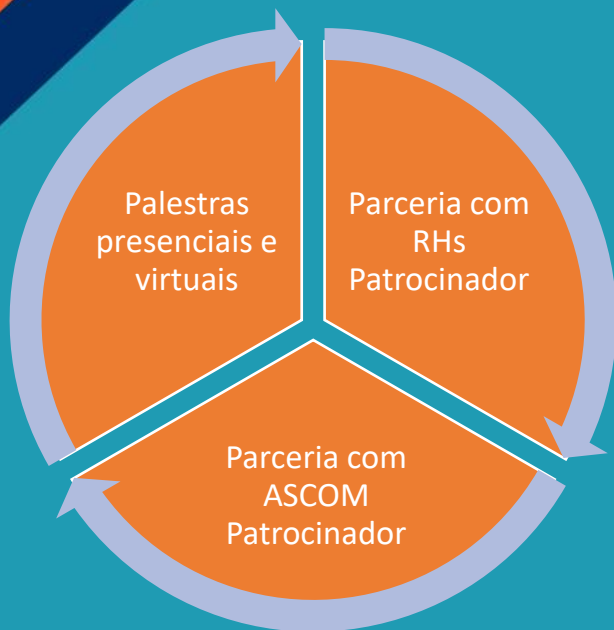 Palestras
presenciais e
virtuais
Parceria com
RHs
Patrocinador
Parceria com
ASCOM
Patrocinador